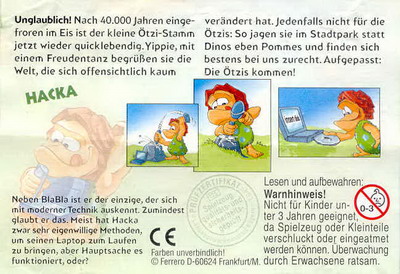 Unglaublich! Nach 40.000 Jahren einge-
froren im Eis ist der kleine Ötzi-Stamm
jetzt wieder quicklebendig. Yippie, mit
einem Freudentanz begrüßen sie die
Welt, die sich offensichtlich kaum
verändert hat. Jedenfalls nicht für die
Ötzis: So jagen sie im Stadtpark statt
Dinos eben Pommes und finden sich
bestens bei uns zurecht. Aufgepasst:
Die Ötzis kommen!
HACKA
Neben BlaBla ist er der einzige, der sich
mit moderner Technik auskennt. Zumindest
glaubt er das. Meist hat Hacka
zwar sehr eigenwillige Methoden,
um seinen Laptop zum Laufen
zu bringen, aber Hauptsache es
funktioniert, oder?
CE
Farben unverbindlich!
© Ferrero D-60624 Frankfurt/M.
Lesen und aufbewahren:
Warnhinweis!
Nicht für Kinder un-
ter 3 Jahre geeignet,
da Spielzeug oder Kleinteile
verschluckt oder eingeatmet
werden können. Überwachung
durch Erwachsene ratsam.
0-3